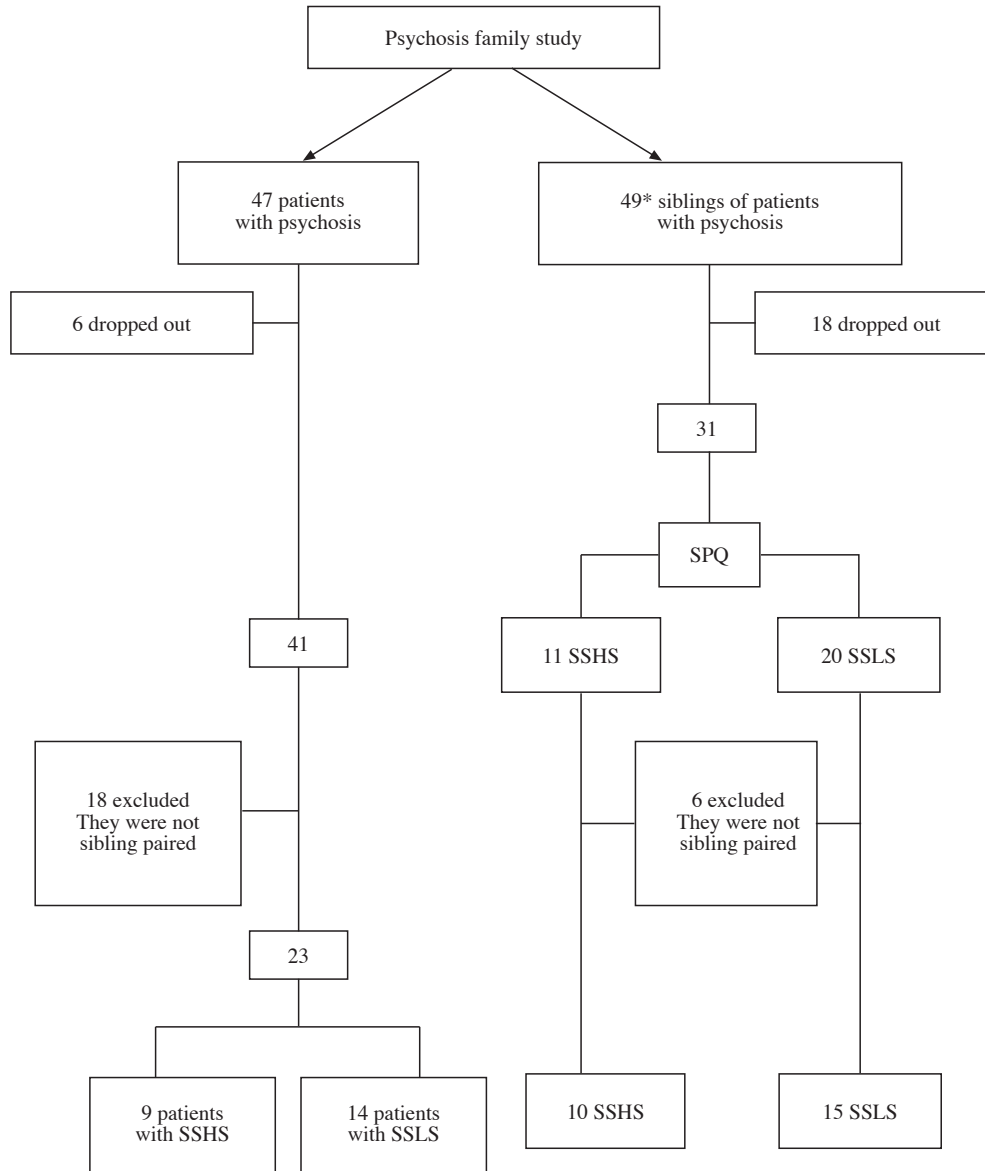 Psychosis family study
47 patients
with psychosis
49* siblings of patients
with psychosis
6 dropped out
18 dropped out
31
SPQ
41
11 SSHS
20 SSLS
18 excluded
They were not
sibling paired
6 excluded
They were not
sibling paired
23
9 patients
with SSHS
14 patients
with SSLS
10 SSHS
15 SSLS